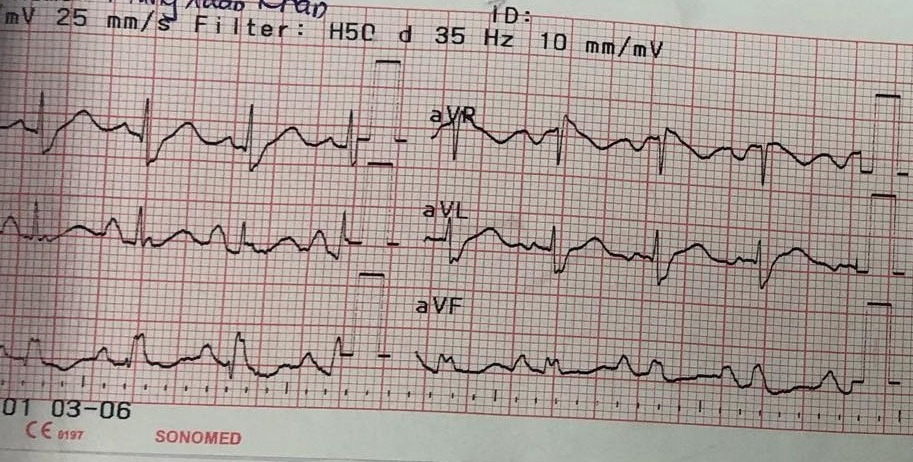 iD:
mV 25 mm/s Filter: H50 d 35 Hz 10 mm/mV
aVR
aVL
aVF
01 03-06
CE 0197 SONOMED